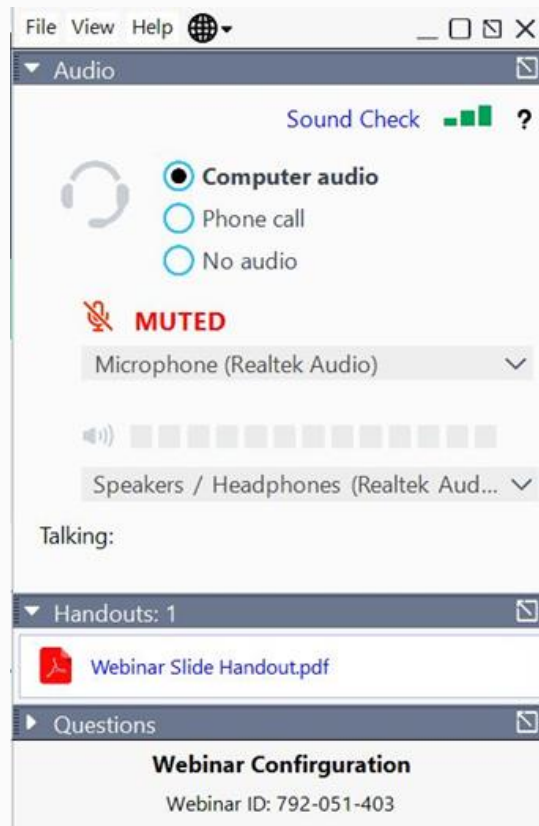 File View Help
Audio
Sound Check ?
Computer audio
Phone call
No audio
MUTED
Microphone (Realtek Audio)
Speakers / Headphones (Realtek Aud...
Talking:
Handouts: 1
Webinar Slide Handout.pdf
Questions
Webinar Confirguration
Webinar ID: 792-051-403